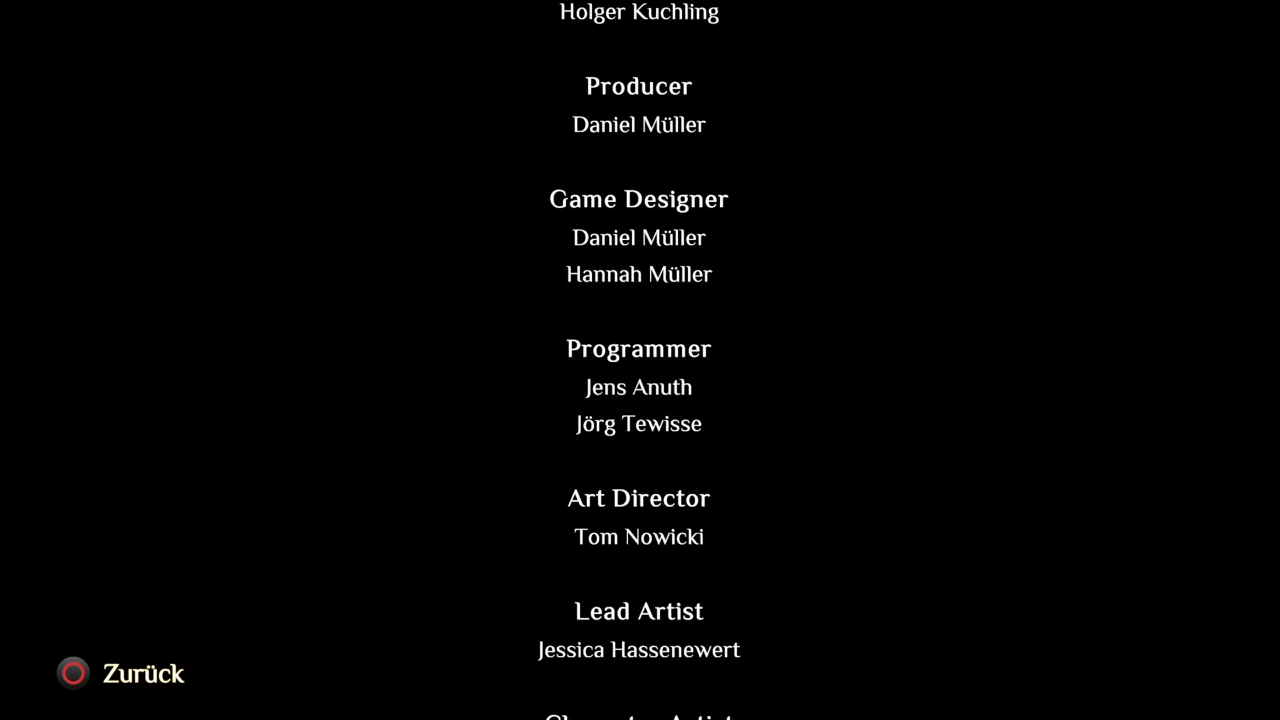 Holger Kuchling
Producer
Daniel Müller
Game Designer
Daniel Müller
Hannah Müller
Programmer
Jens Anuth
Jörg Tewisse
Art Director
Tom Nowicki
Lead Artist
Jessica Hassenewert
Zurück